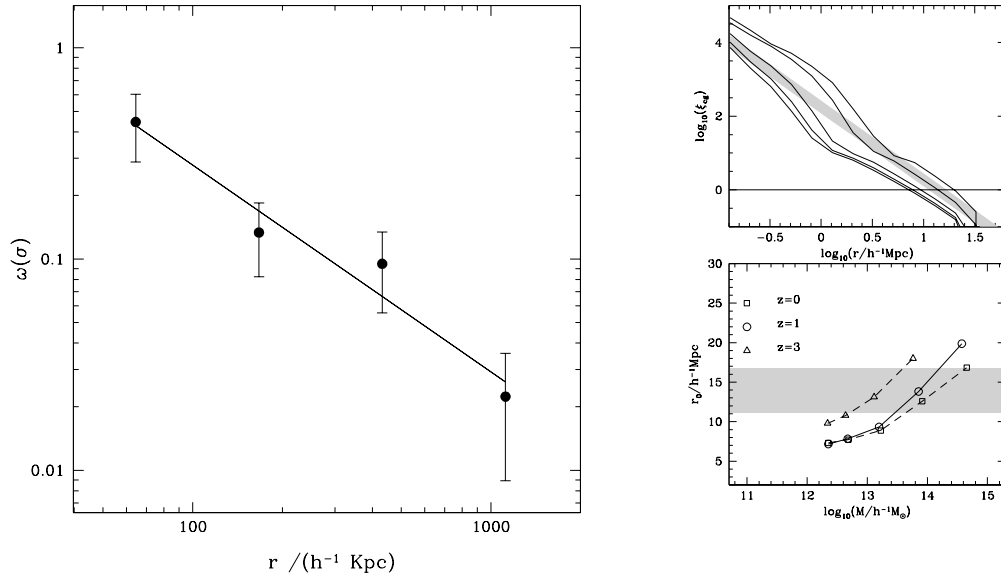 1
0.1
0.01
ω(σ)
100
1000
r /(h⁻¹ Kpc)
4
2
0
log₁₀(ξcg)
−0.5
0
0.5
1
1.5
log₁₀(r/h⁻¹Mpc)
30
25
20
15
10
5
r₀/h⁻¹Mpc
z=0
z=1
z=3
11
12
13
14
15
log₁₀(M/h⁻¹M☉)